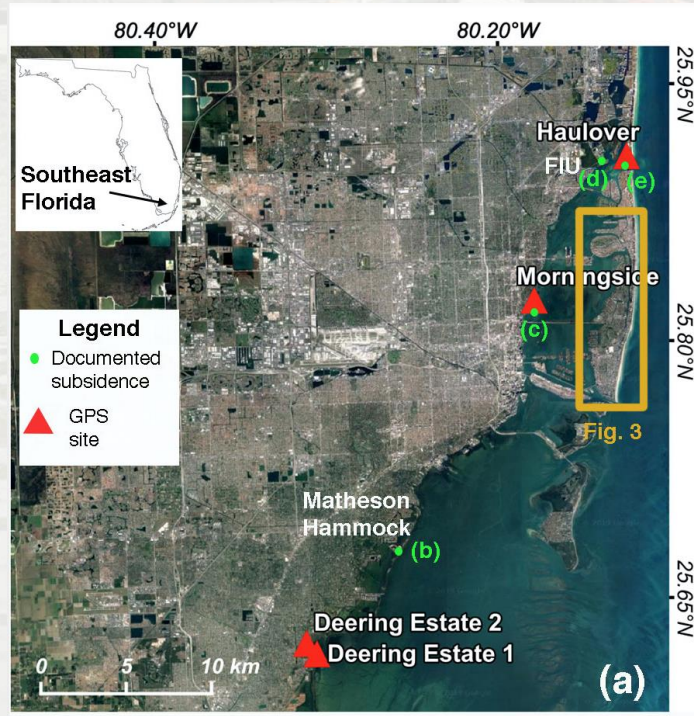 80.40°W
80.20°W
25.95°N
Southeast
Florida
Haulover
FIU
(d)
(e)
Morningside
(c)
25.80°N
Legend
Documented
subsidence
GPS
site
Fig. 3
Matheson
Hammock
(b)
25.65°N
Deering Estate 2
Deering Estate 1
0 5 10 km
(a)